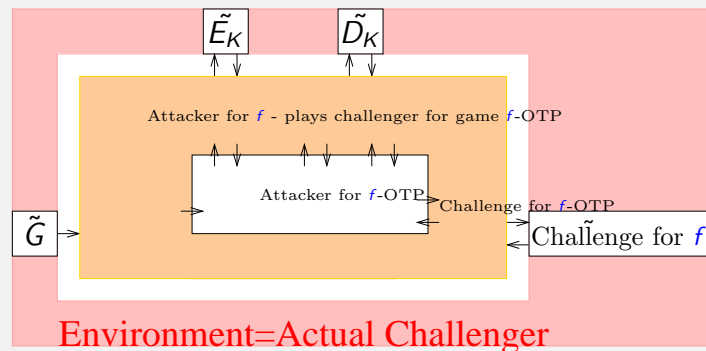 Ẽ_K D̃_K
Attacker for f - plays challenger for game f-OTP
Attacker for f-OTP
Challenge for f-OTP
G̃
Challeñge for f
Environment=Actual Challenger